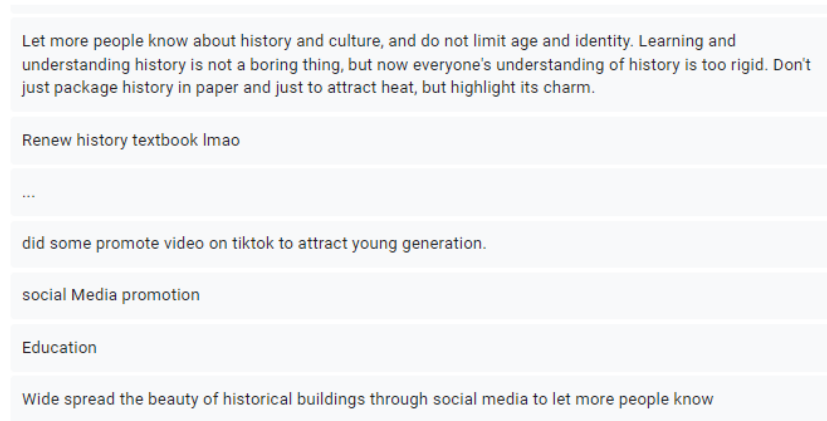 Let more people know about history and culture, and do not limit age and identity. Learning and
understanding history is not a boring thing, but now everyone's understanding of history is too rigid. Don't
just package history in paper and just to attract heat, but highlight its charm.
Renew history textbook lmao
...
did some promote video on tiktok to attract young generation.
social Media promotion
Education
Wide spread the beauty of historical buildings through social media to let more people know